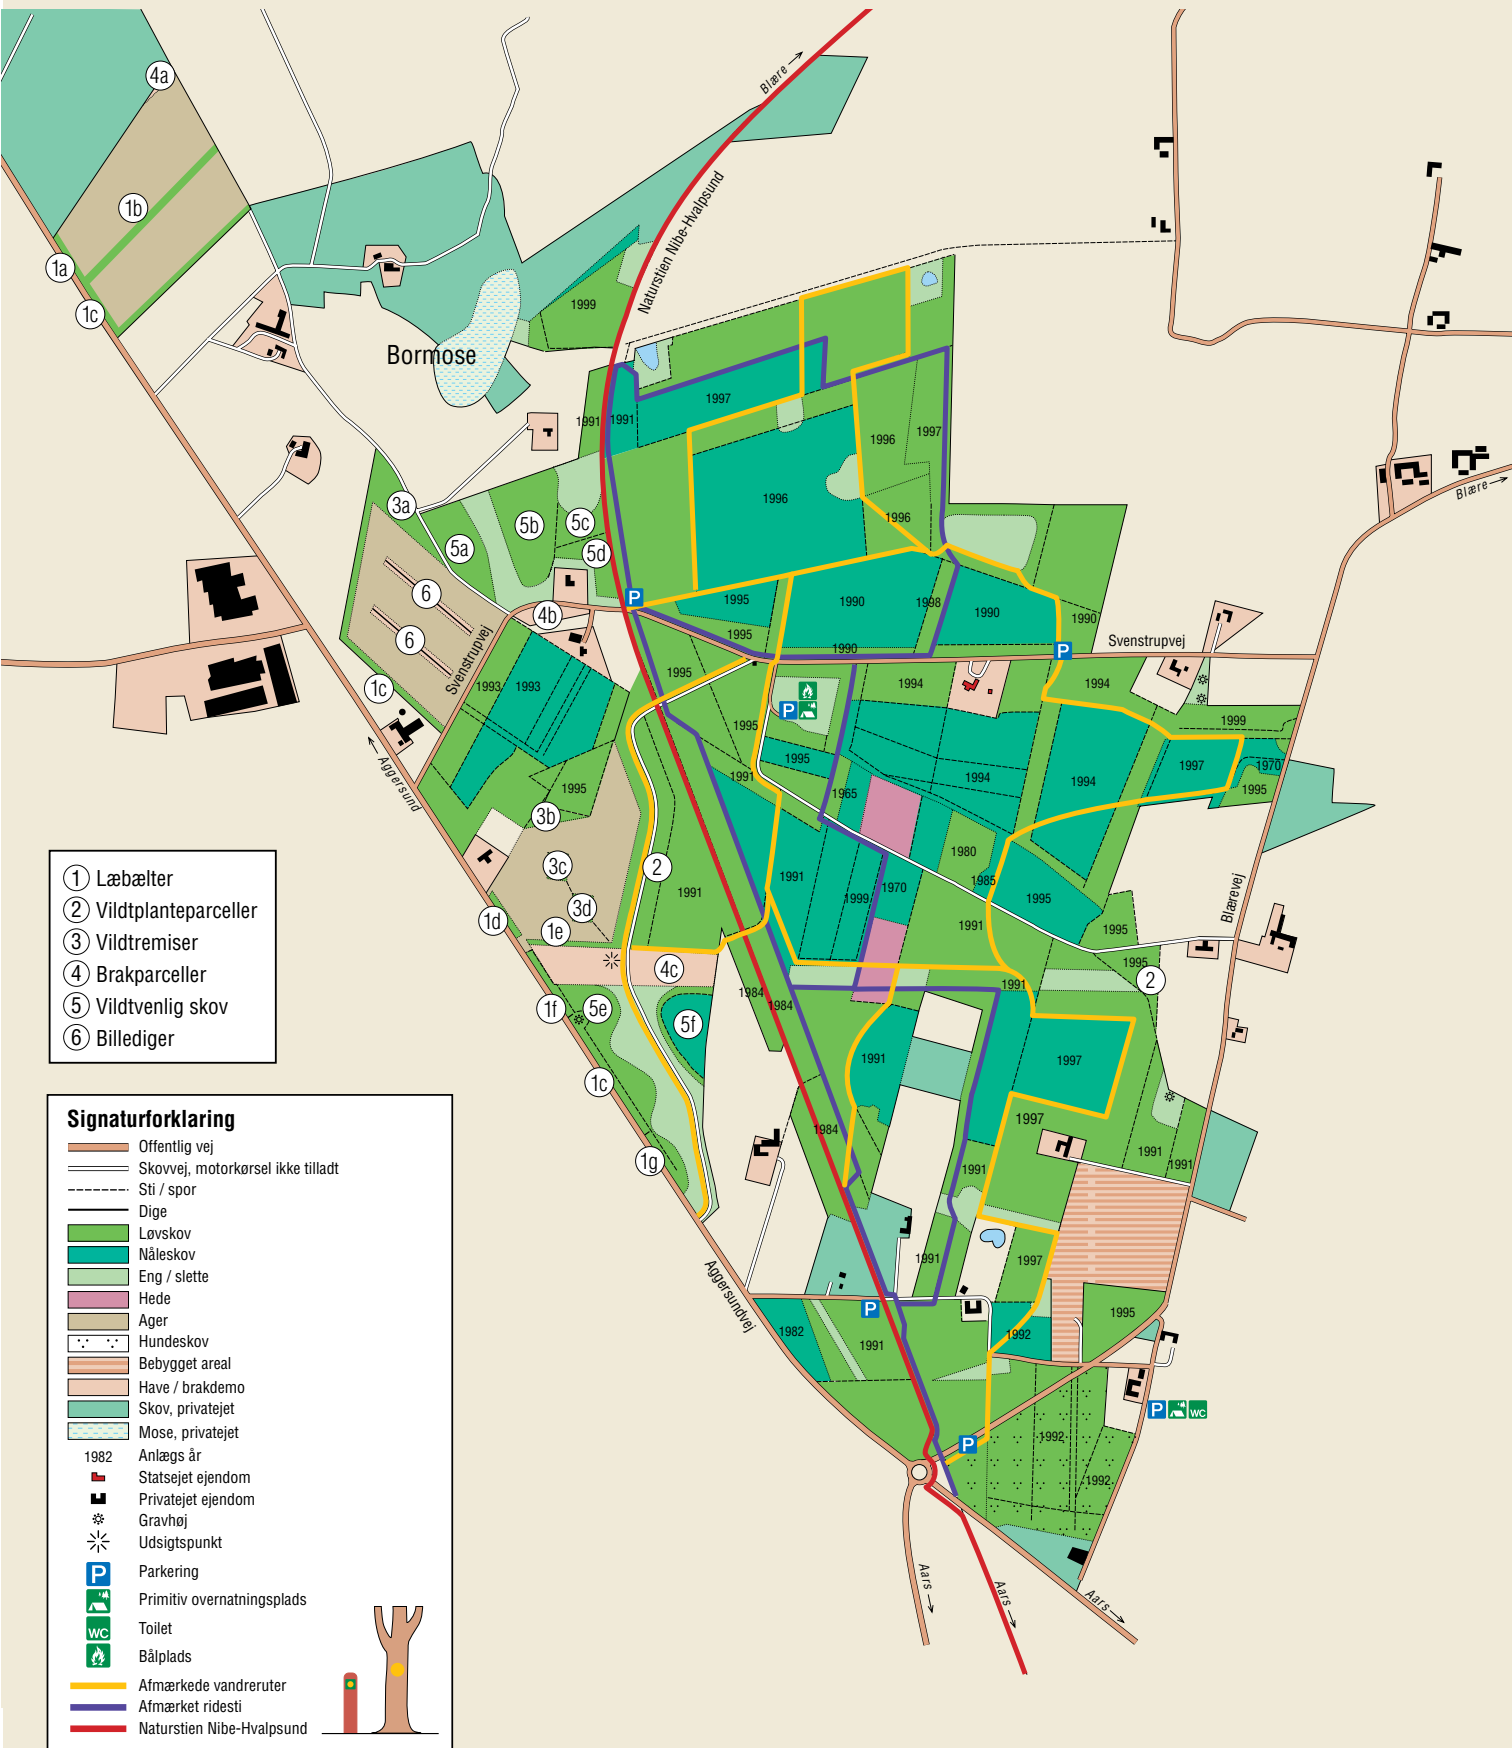 Blære
4a
1b
Naturstien Nibe-Hvalpsund
1a
1c
1999
Bormose
1997
1991
1991
1996
1997
1996
Blære
3a
5b
5c
1996
5a
5d
6
P
1995
1990
1998
1990
1990
4b
6
1995
1990
Svenstrupvej
P
Svenstrupvej
1995
1994
1994
1c
1993
1993
P
1999
1995
Aggersund
1995
1994
1994
1997
1970
1991
1965
1995
1995
3b
3c
2
1980
1991
1991
1970
1985
1995
3d
1999
1d
1e
1991
1995
Blærevej
4c
1995
2
1991
1984
1984
1f
5e
5f
1991
1997
1c
1997
1984
1g
1991
1991
1991
1991
1997
Aggersundvej
P
1982
1991
1992
1995
P WC
P
1992
1992
Aars
Aars
Aars
1 Læbælter
2 Vildtplanteparceller
3 Vildtremiser
4 Brakparceller
5 Vildtvenlig skov
6 Billediger
Signaturforklaring
Offentlig vej
Skovvej, motorkørsel ikke tilladt
Sti / spor
Dige
Løvskov
Nåleskov
Eng / slette
Hede
Ager
Hundeskov
Bebygget areal
Have / brakdemo
Skov, privatejet
Mose, privatejet
1982 Anlægs år
Statsejet ejendom
Privatejet ejendom
Gravhøj
Udsigtspunkt
P Parkering
Primitiv overnatningsplads
WC Toilet
Bålplads
Afmærkede vandreruter
Afmærket ridesti
Naturstien Nibe-Hvalpsund